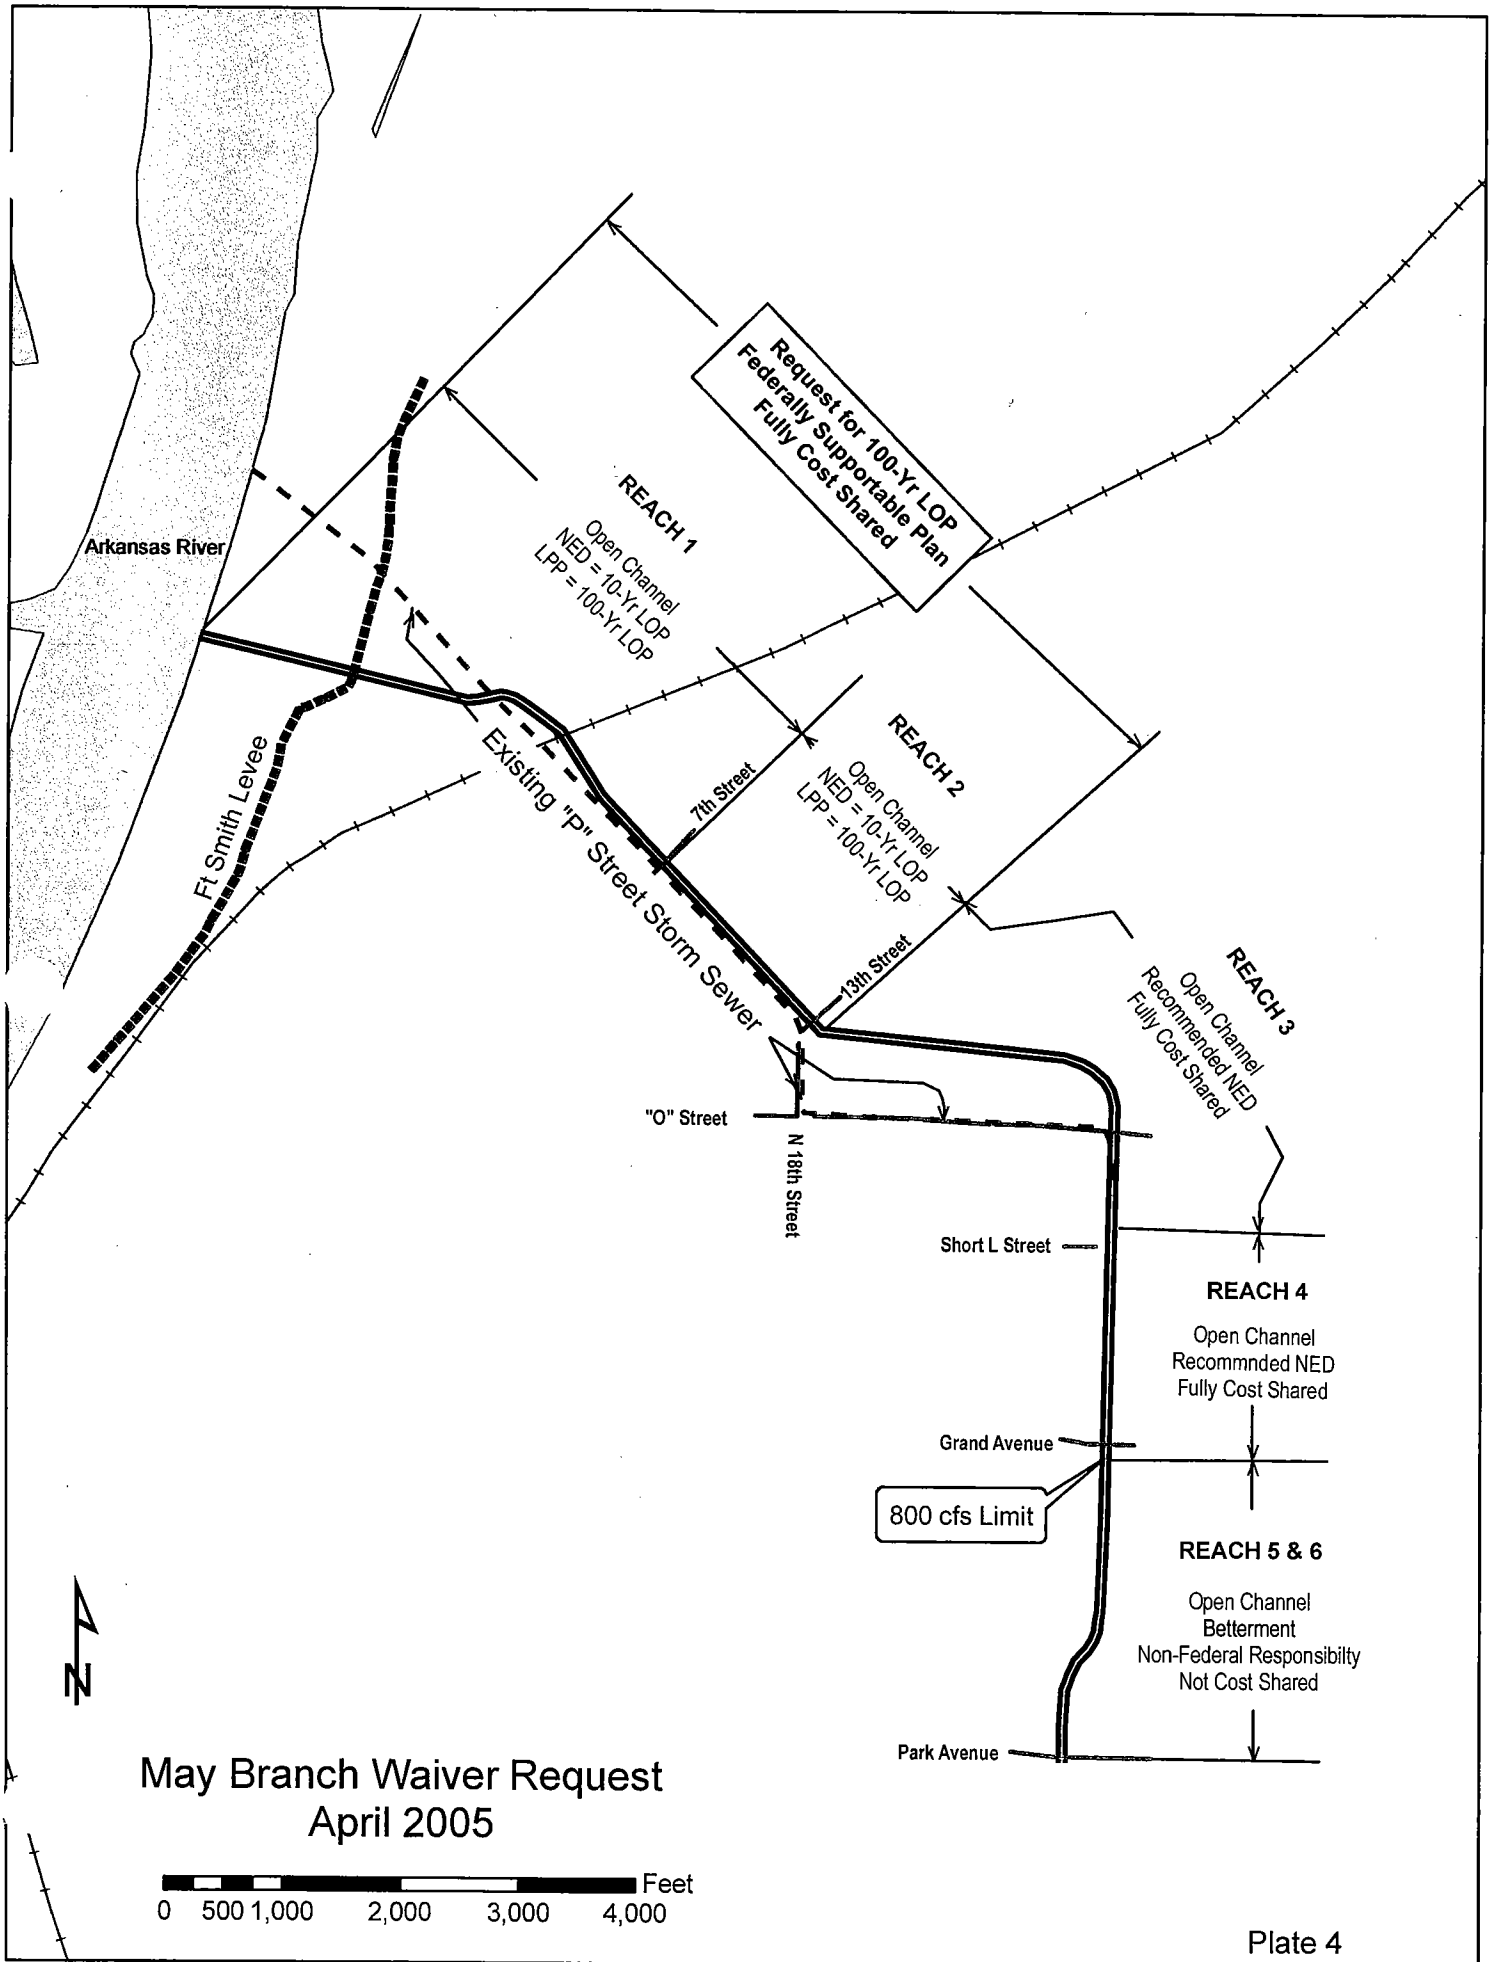 Request for 100-Yr LOP
Federally Supportable Plan
Fully Cost Shared
REACH 1
Open Channel
NED = 10-Yr LOP
LPP = 100-Yr LOP
Arkansas River
Ft Smith Levee
Existing "P" Street Storm Sewer
7th Street
REACH 2
Open Channel
NED = 10-Yr LOP
LPP = 100-Yr LOP
13th Street
REACH 3
Open Channel
Recommended NED
Fully Cost Shared
"O" Street
N 18th Street
Short L Street
REACH 4
Open Channel
Recommnded NED
Fully Cost Shared
Grand Avenue
800 cfs Limit
REACH 5 & 6
Open Channel
Betterment
Non-Federal Responsibilty
Not Cost Shared
Park Avenue
N
May Branch Waiver Request
April 2005
Feet
0 500 1,000 2,000 3,000 4,000
Plate 4